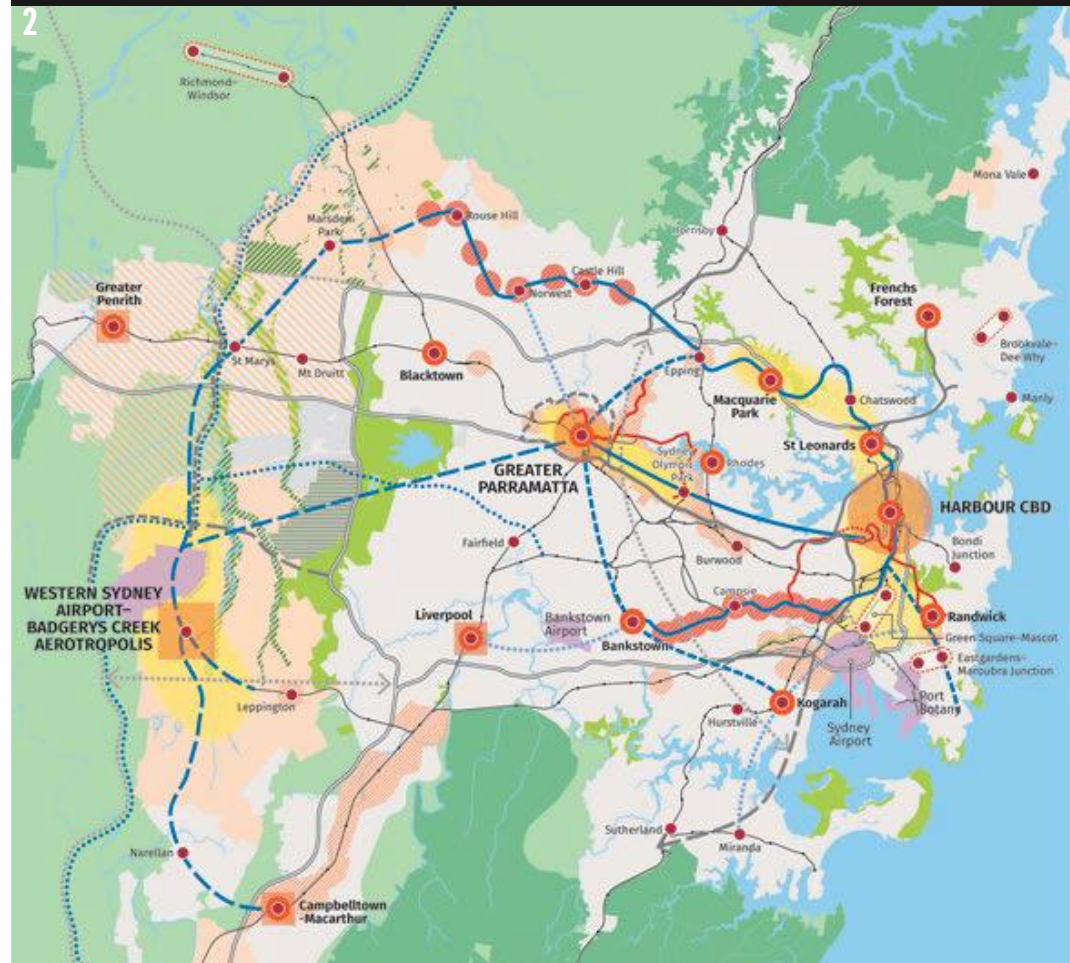 2
Richmond-
Windsor
Mona Vale
Marsden
Park
Rouse Hill
Hornsby
Castle Hill
Norwest
Greater
Penrith
Frenchs
Forest
Brookvale-
Dee Why
St Marys
Mt Druitt
Blacktown
Epping
Macquarie
Park
Chatswood
Manly
St Leonards
GREATER
PARRAMATTA
Sydney
Olympic
Park
Rhodes
HARBOUR CBD
Fairfield
Burwood
Bondi
Junction
WESTERN SYDNEY
AIRPORT–
BADGERYS CREEK
AEROTROPOLIS
Liverpool
Bankstown
Airport
Bankstown
Campsie
Randwick
Green Square-Mascot
Eastgardens-
Maroubra Junction
Leppington
Kogarah
Port
Botany
Hurstville
Sydney
Airport
Sutherland
Miranda
Narellan
Campbelltown
-Macarthur